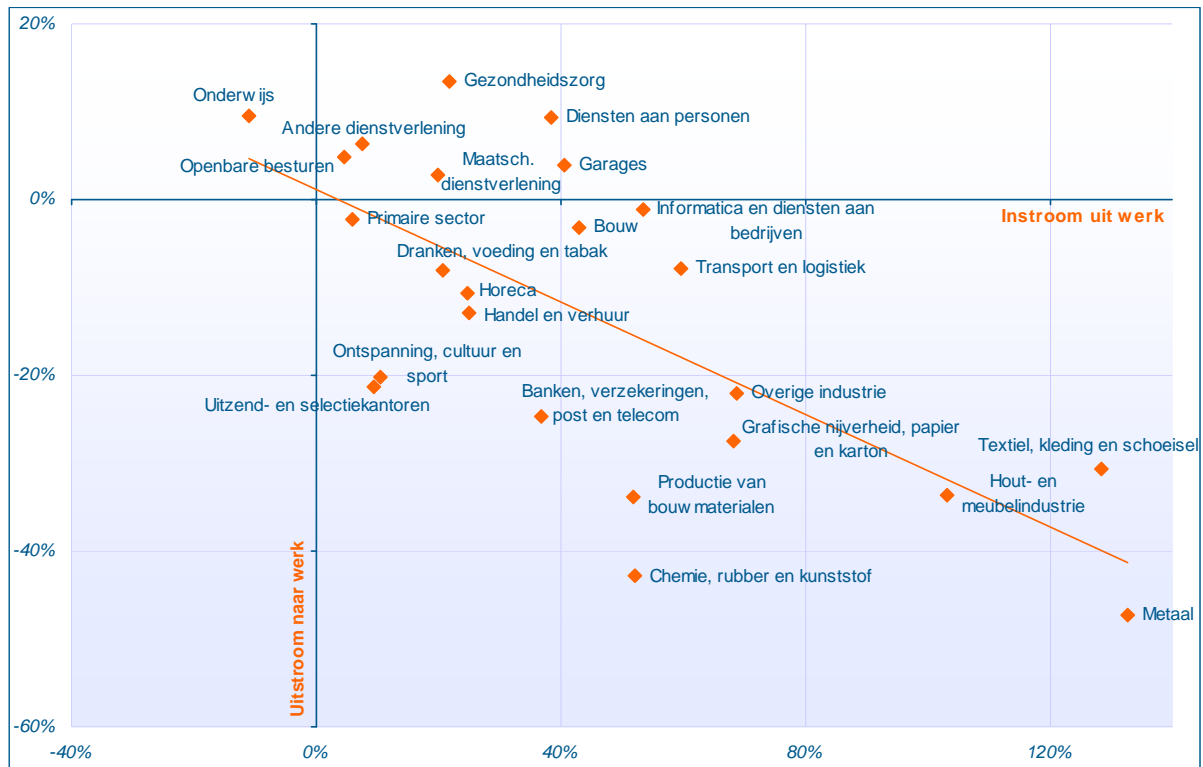 20%
Gezondheidszorg
Onderwijs
Diensten aan personen
Andere dienstverlening
Openbare besturen
Maatsch.
dienstverlening
Garages
0%
Instroom uit werk
Primaire sector
Bouw
Informatica en diensten aan
bedrijven
Dranken, voeding en tabak
Transport en logistiek
Horeca
Handel en verhuur
Ontspanning, cultuur en
sport
-20%
Uitzend- en selectiekantoren
Banken, verzekeringen,
post en telecom
Overige industrie
Grafische nijverheid, papier
en karton
Textiel, kleding en schoeisel
Productie van
bouwmaterialen
Hout- en
meubelindustrie
-40%
Chemie, rubber en kunststof
Metaal
Uitstroom naar werk
-60%
-40%
0%
40%
80%
120%